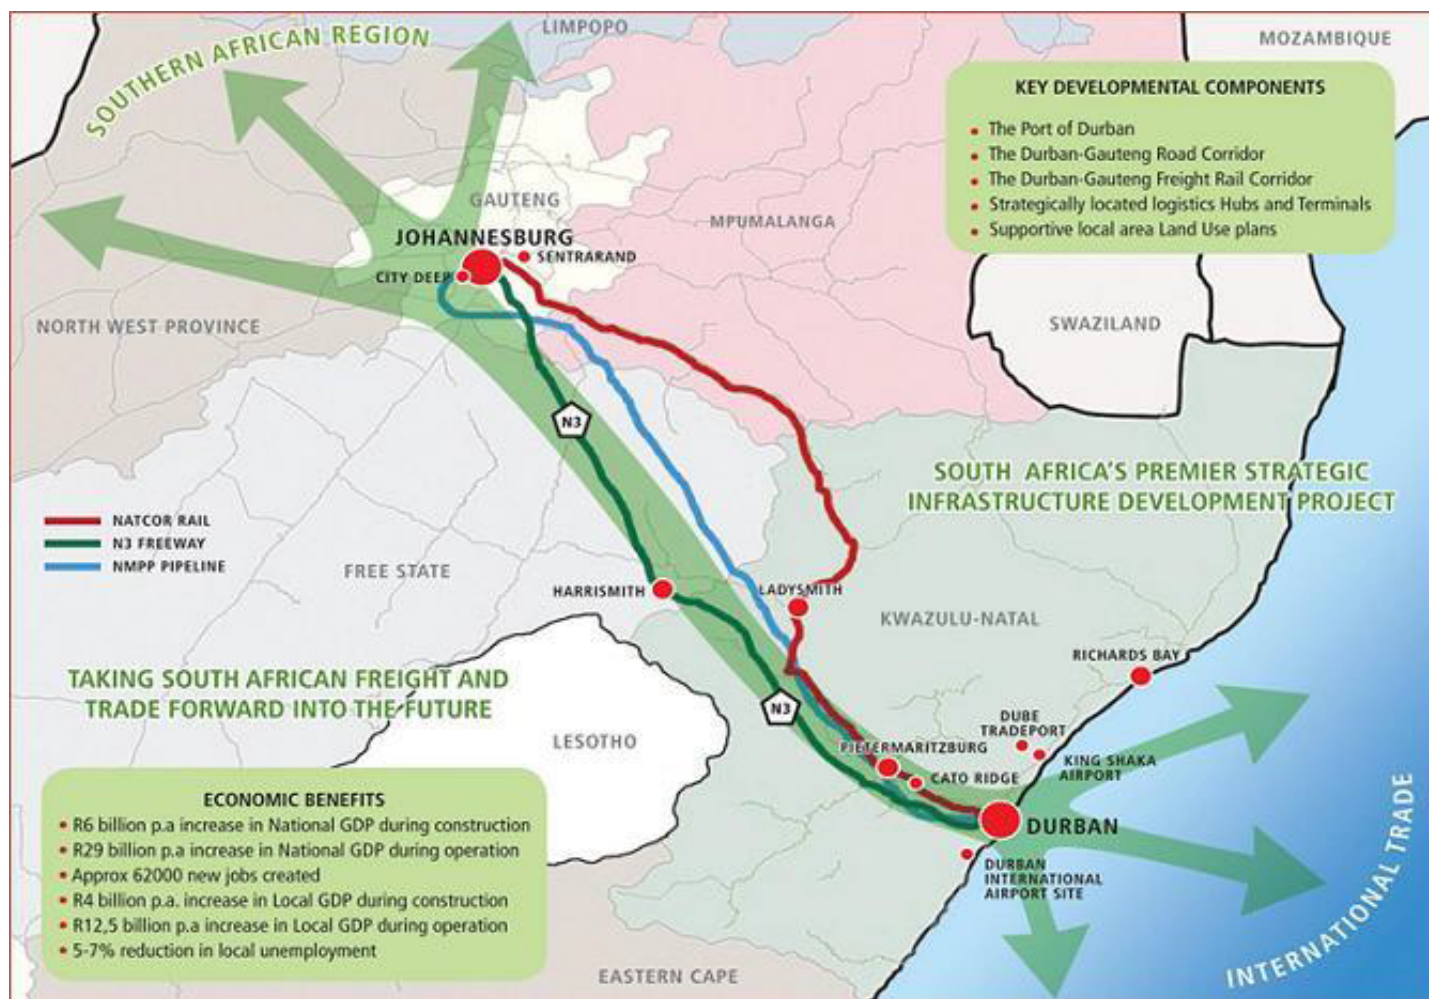 SOUTHERN AFRICAN REGION
LIMPOPO
MOZAMBIQUE
KEY DEVELOPMENTAL COMPONENTS
• The Port of Durban
• The Durban-Gauteng Road Corridor
• The Durban-Gauteng Freight Rail Corridor
• Strategically located logistics Hubs and Terminals
• Supportive local area Land Use plans
GAUTENG
MPUMALANGA
JOHANNESBURG
SENTRARAND
CITY DEEP
NORTH WEST PROVINCE
SWAZILAND
N3
SOUTH AFRICA'S PREMIER STRATEGIC
INFRASTRUCTURE DEVELOPMENT PROJECT
NATCOR RAIL
N3 FREEWAY
NMPP PIPELINE
FREE STATE
HARRISMITH
LADYSMITH
KWAZULU-NATAL
RICHARDS BAY
TAKING SOUTH AFRICAN FREIGHT AND
TRADE FORWARD INTO THE FUTURE
N3
LESOTHO
DUBE
TRADEPORT
PIETERMARITZBURG
KING SHAKA
AIRPORT
CATO RIDGE
DURBAN
DURBAN
INTERNATIONAL
AIRPORT SITE
INTERNATIONAL TRADE
ECONOMIC BENEFITS
• R6 billion p.a increase in National GDP during construction
• R29 billion p.a increase in National GDP during operation
• Approx 62000 new jobs created
• R4 billion p.a. increase in Local GDP during construction
• R12,5 billion p.a increase in Local GDP during operation
• 5-7% reduction in local unemployment
EASTERN CAPE